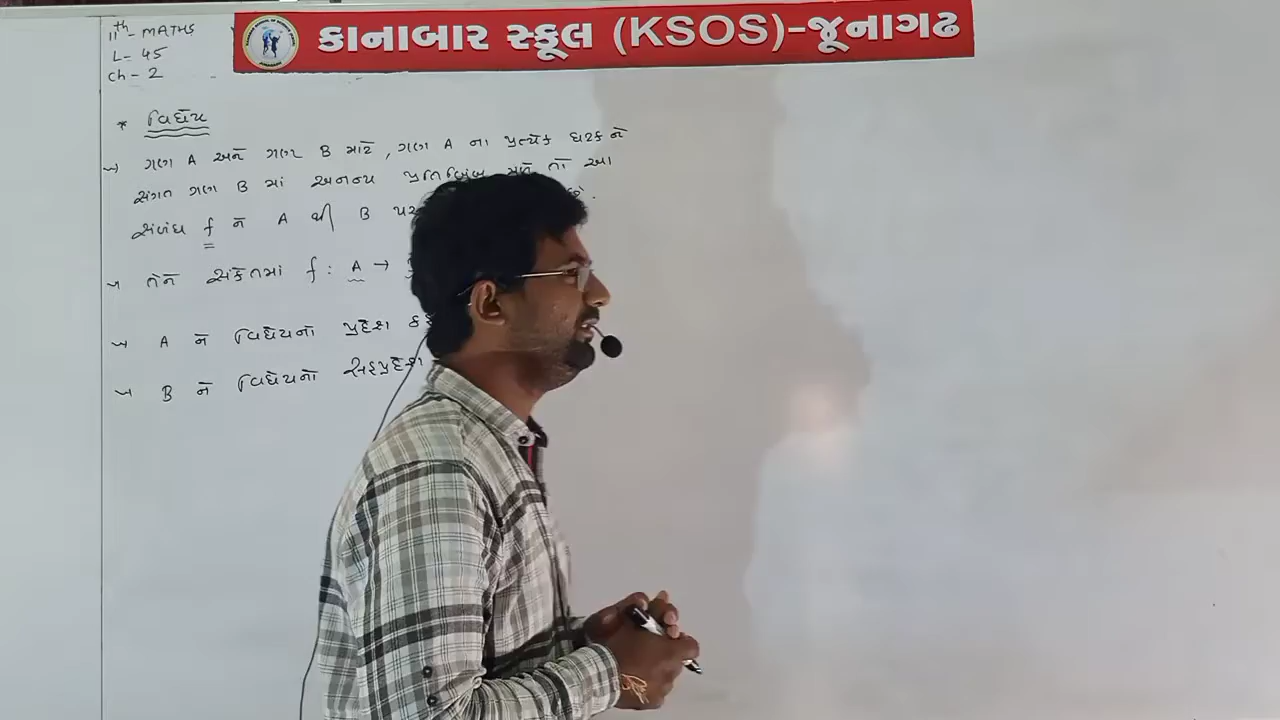 કાનાબાર સ્કૂલ (KSOS)-જૂનાગઢ
11th - MATHS
L - 45
Ch - 2
* વિધેય
→ ગણ A અને ગણ B માટે, ગણ A ના પ્રત્યેક ઘટક ને
સંગત ગણ B માં અનન્ય પ્રતિબિંબ મળે તો આ
સંબંધ f ને A થી B પર
→ તેને સંકેતમાં f : A →
→ A ને વિધેયનો પ્રદેશ
→ B ને વિધેયનો સહપ્રદેશ